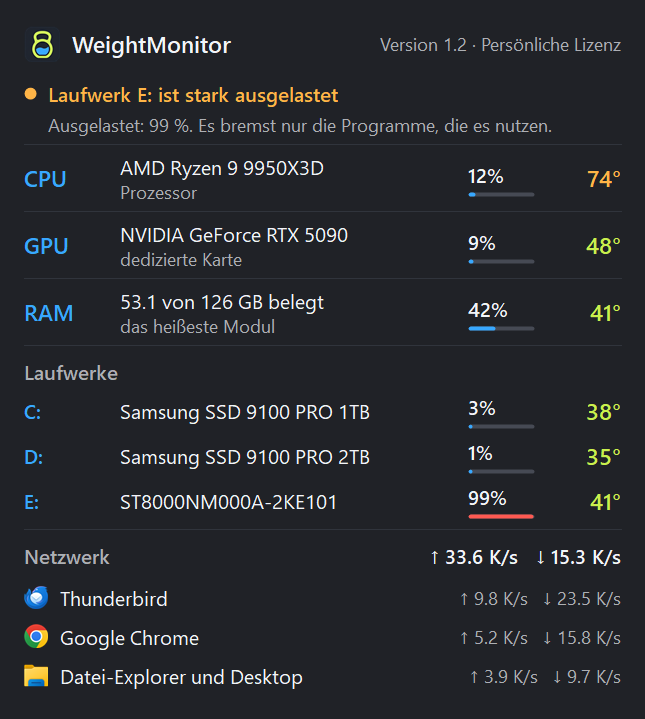 WeightMonitor
Version 1.2 · Persönliche Lizenz
Laufwerk E: ist stark ausgelastet
Ausgelastet: 99 %. Es bremst nur die Programme, die es nutzen.
CPU AMD Ryzen 9 9950X3D 12% 74°
Prozessor
GPU NVIDIA GeForce RTX 5090 9% 48°
dedizierte Karte
RAM 53.1 von 126 GB belegt 42% 41°
das heißeste Modul
Laufwerke
C: Samsung SSD 9100 PRO 1TB 3% 38°
D: Samsung SSD 9100 PRO 2TB 1% 35°
E: ST8000NM000A-2KE101 99% 41°
Netzwerk ↑ 33.6 K/s ↓ 15.3 K/s
Thunderbird ↑ 9.8 K/s ↓ 23.5 K/s
Google Chrome ↑ 5.2 K/s ↓ 15.8 K/s
Datei-Explorer und Desktop ↑ 3.9 K/s ↓ 9.7 K/s